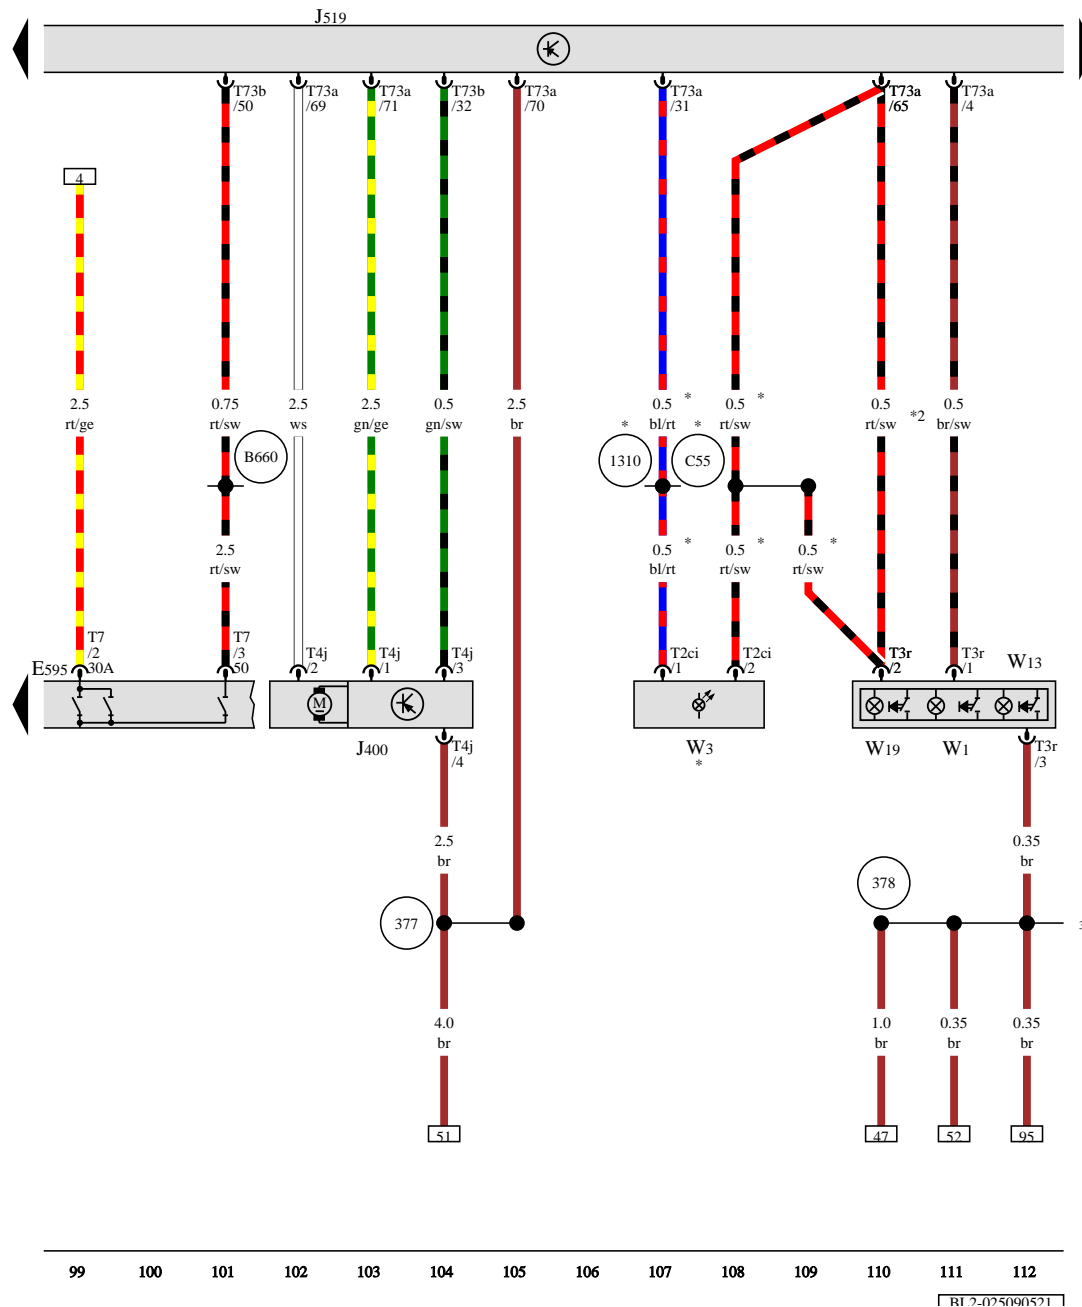 J519
T73b
/50
T73a
/69
T73a
/71
T73b
/32
T73a
/70
T73a
/31
T73a
/65
T73a
/4
4
2.5
rt/ge
0.75
rt/sw
2.5
ws
2.5
gn/ge
0.5
gn/sw
2.5
br
0.5 *
bl/rt
0.5 *
rt/sw
0.5
rt/sw
*2
0.5
br/sw
B660
*
1310
*
C55
2.5
rt/sw
0.5 *
bl/rt
0.5 *
rt/sw
0.5 *
rt/sw
E595
T7
/2
30A
T7
/3
50
T4j
/2
T4j
/1
T4j
/3
T2ci
/1
T2ci
/2
T3r
/2
T3r
/1
W13
M
J400
T4j
/4
W3
*
W19
W1
T3r
/3
2.5
br
0.35
br
377
378
4.0
br
1.0
br
0.35
br
0.35
br
51
47
52
95
99 100 101 102 103 104 105 106 107 108 109 110 111 112
BL2-025090521